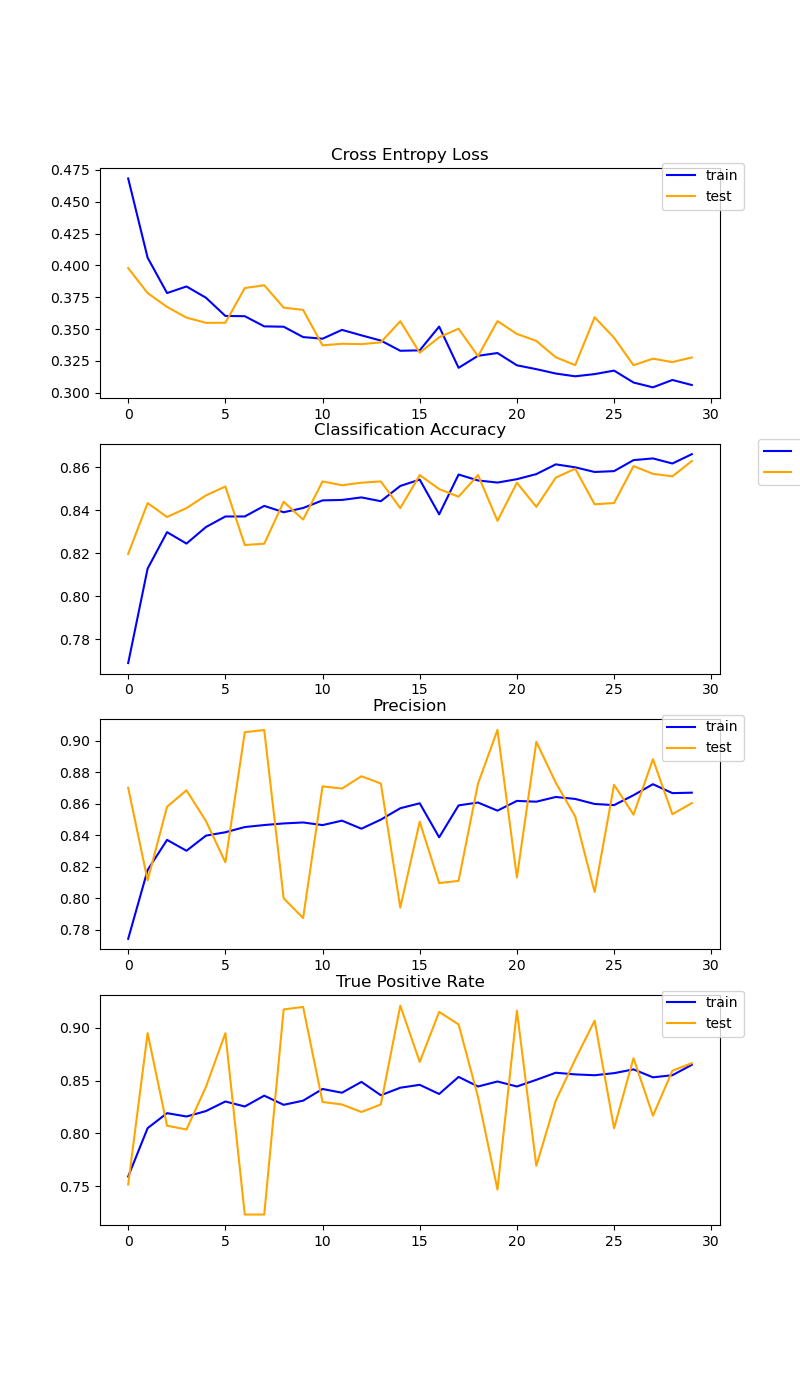 Cross Entropy Loss
0.475
0.450
0.425
0.400
0.375
0.350
0.325
0.300
train
test
0 5 10 15 20 25 30
Classification Accuracy
0.86
0.84
0.82
0.80
0.78
0 5 10 15 20 25 30
Precision
0.90
0.88
0.86
0.84
0.82
0.80
0.78
train
test
0 5 10 15 20 25 30
True Positive Rate
0.90
0.85
0.80
0.75
train
test
0 5 10 15 20 25 30